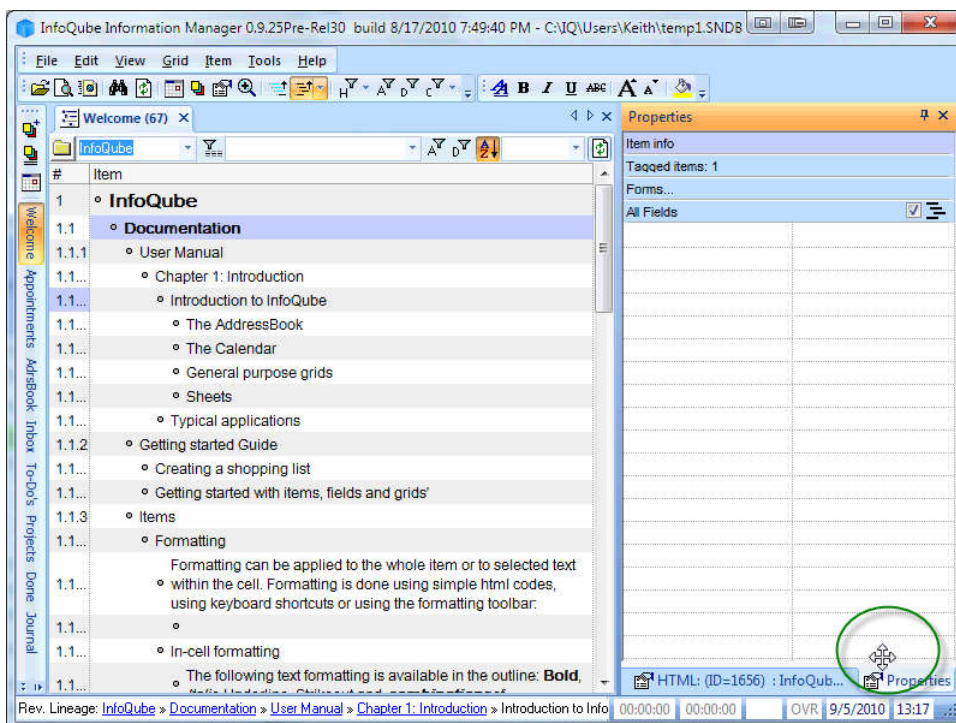 InfoQube Information Manager 0.9.25Pre-Rel30 build 8/17/2010 7:49:40 PM - C:\IQ\Users\Keith\temp1.SNDB
File Edit View Grid Item Tools Help
Welcome (67)
InfoQube
# Item
1 InfoQube
1.1 Documentation
1.1.1 User Manual
1.1... Chapter 1: Introduction
1.1... Introduction to InfoQube
1.1... The AddressBook
1.1... The Calendar
1.1... General purpose grids
1.1... Sheets
1.1... Typical applications
1.1.2 Getting started Guide
1.1... Creating a shopping list
1.1... Getting started with items, fields and grids'
1.1.3 Items
1.1... Formatting
Formatting can be applied to the whole item or to selected text
1.1... within the cell. Formatting is done using simple html codes,
using keyboard shortcuts or using the formatting toolbar:
1.1...
1.1... In-cell formatting
1.1... The following text formatting is available in the outline: Bold,
Welcome
Appointments
AdrsBook
Inbox
To-Do's
Projects
Done
Journal
Properties
Item info
Tagged items: 1
Forms...
All Fields
HTML: (ID=1656) : InfoQub...
Properties
Rev. Lineage: InfoQube » Documentation » User Manual » Chapter 1: Introduction » Introduction to Info
00:00:00 00:00:00 OVR 9/5/2010 13:17